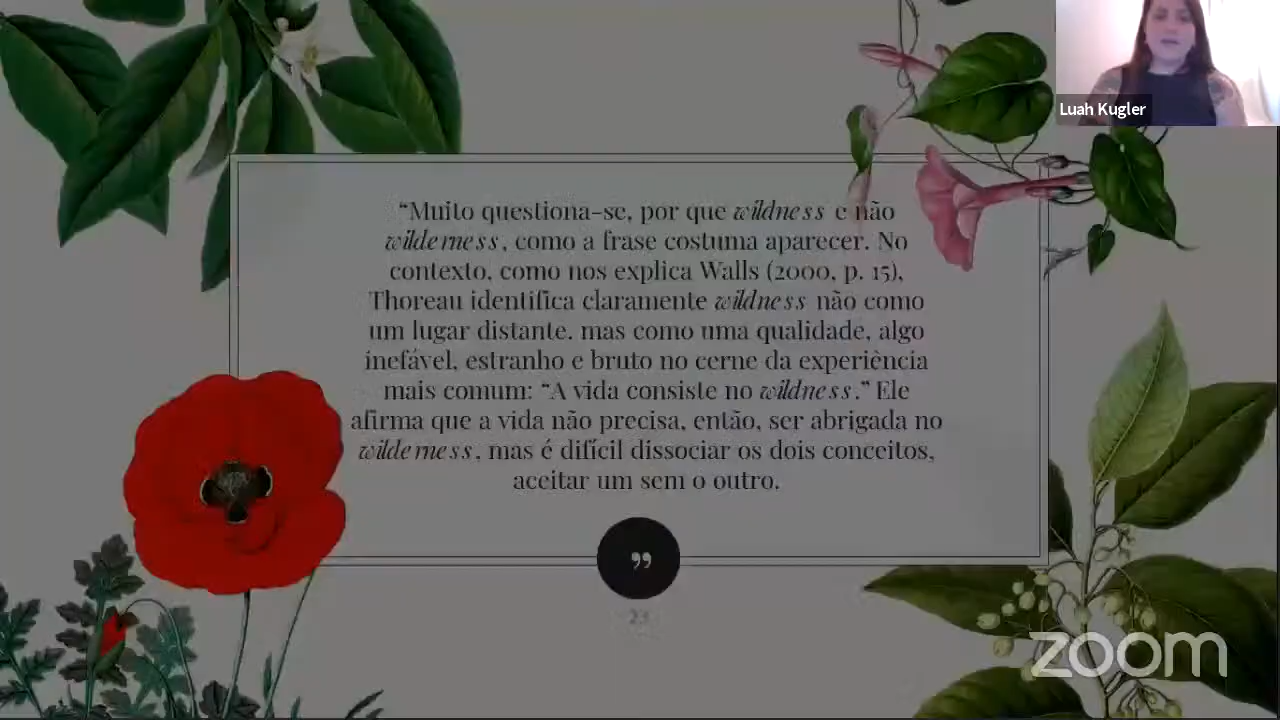 Luah Kugler
“Muito questiona-se, por que wildness e não
wilderness, como a frase costuma aparecer. No
contexto, como nos explica Walls (2000, p. 15),
Thoreau identifica claramente wildness não como
um lugar distante, mas como uma qualidade, algo
inefável, estranho e bruto no cerne da experiência
mais comum: “A vida consiste no wildness.” Ele
afirma que a vida não precisa, então, ser abrigada no
wilderness, mas é difícil dissociar os dois conceitos,
aceitar um sem o outro.
”
zoom